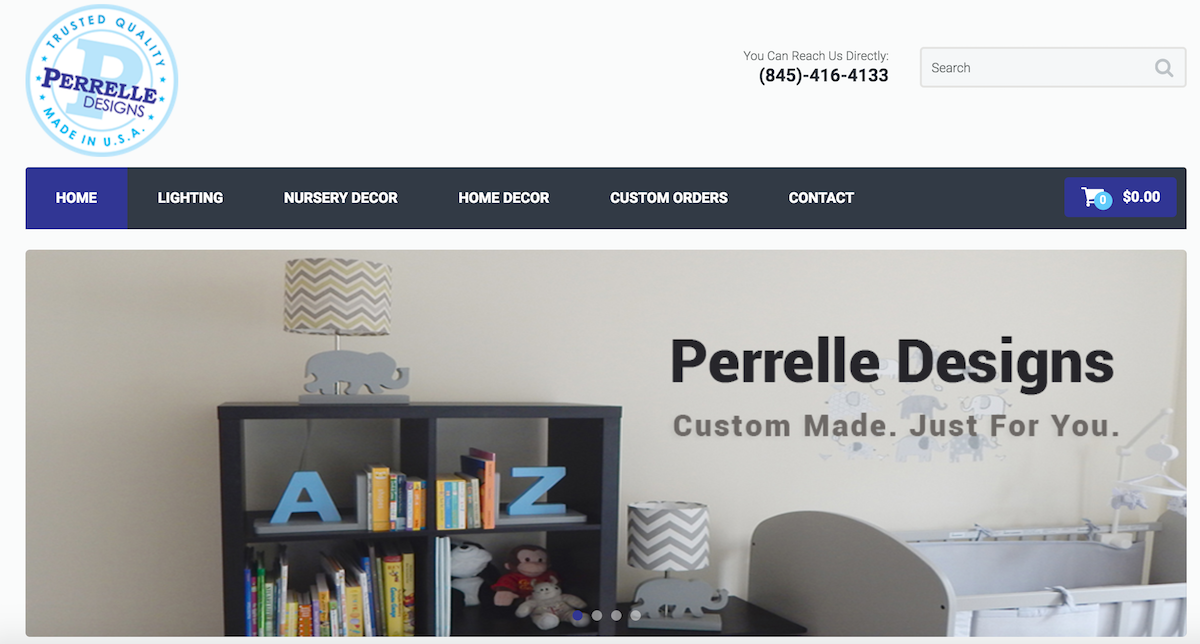 TRUSTED QUALITY
P
PERRELLE
DESIGNS
MADE IN U.S.A.
You Can Reach Us Directly:
(845)-416-4133
Search
HOME
LIGHTING
NURSERY DECOR
HOME DECOR
CUSTOM ORDERS
CONTACT
0
$0.00
Perrelle Designs
Custom Made. Just For You.
A
Z